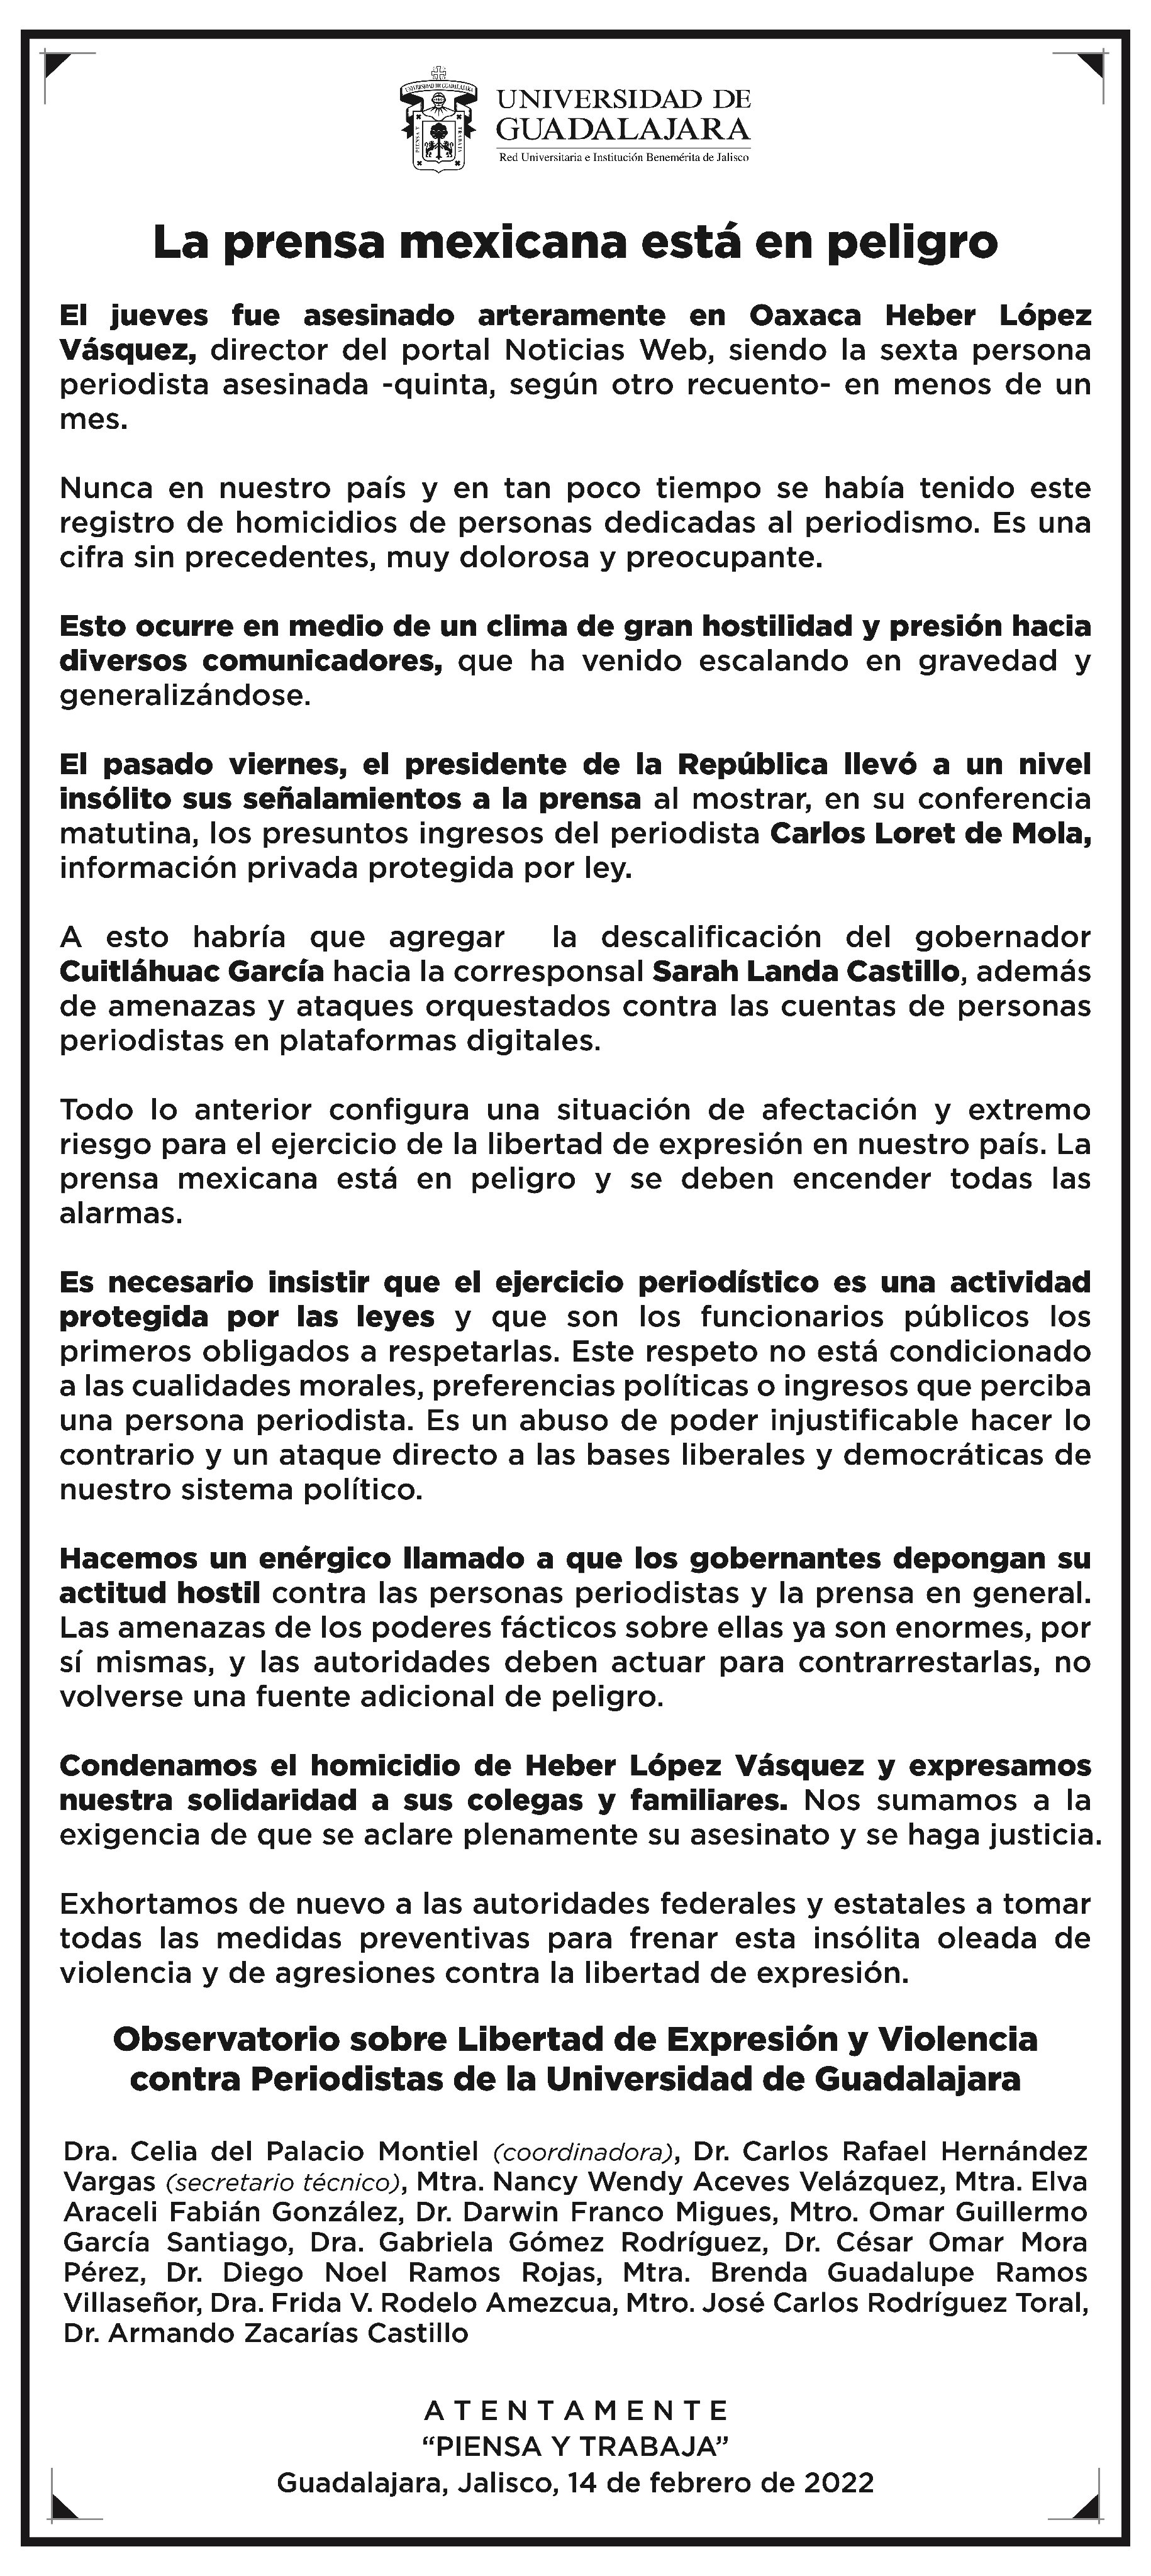 UNIVERSIDAD DE GUADALAJARA
PIENSA Y
TRABAJA
UNIVERSIDAD DE
GUADALAJARA
Red Universitaria e Institución Benemérita de Jalisco
La prensa mexicana está en peligro
El jueves fue asesinado arteramente en Oaxaca Heber López
Vásquez, director del portal Noticias Web, siendo la sexta persona
periodista asesinada -quinta, según otro recuento- en menos de un
mes.
Nunca en nuestro país y en tan poco tiempo se había tenido este
registro de homicidios de personas dedicadas al periodismo. Es una
cifra sin precedentes, muy dolorosa y preocupante.
Esto ocurre en medio de un clima de gran hostilidad y presión hacia
diversos comunicadores, que ha venido escalando en gravedad y
generalizándose.
El pasado viernes, el presidente de la República llevó a un nivel
insólito sus señalamientos a la prensa al mostrar, en su conferencia
matutina, los presuntos ingresos del periodista Carlos Loret de Mola,
información privada protegida por ley.
A esto habría que agregar la descalificación del gobernador
Cuitláhuac García hacia la corresponsal Sarah Landa Castillo, además
de amenazas y ataques orquestados contra las cuentas de personas
periodistas en plataformas digitales.
Todo lo anterior configura una situación de afectación y extremo
riesgo para el ejercicio de la libertad de expresión en nuestro país. La
prensa mexicana está en peligro y se deben encender todas las
alarmas.
Es necesario insistir que el ejercicio periodístico es una actividad
protegida por las leyes y que son los funcionarios públicos los
primeros obligados a respetarlas. Este respeto no está condicionado
a las cualidades morales, preferencias políticas o ingresos que perciba
una persona periodista. Es un abuso de poder injustificable hacer lo
contrario y un ataque directo a las bases liberales y democráticas de
nuestro sistema político.
Hacemos un enérgico llamado a que los gobernantes depongan su
actitud hostil contra las personas periodistas y la prensa en general.
Las amenazas de los poderes fácticos sobre ellas ya son enormes, por
sí mismas, y las autoridades deben actuar para contrarrestarlas, no
volverse una fuente adicional de peligro.
Condenamos el homicidio de Heber López Vásquez y expresamos
nuestra solidaridad a sus colegas y familiares. Nos sumamos a la
exigencia de que se aclare plenamente su asesinato y se haga justicia.
Exhortamos de nuevo a las autoridades federales y estatales a tomar
todas las medidas preventivas para frenar esta insólita oleada de
violencia y de agresiones contra la libertad de expresión.
Observatorio sobre Libertad de Expresión y Violencia
contra Periodistas de la Universidad de Guadalajara
Dra. Celia del Palacio Montiel (coordinadora), Dr. Carlos Rafael Hernández
Vargas (secretario técnico), Mtra. Nancy Wendy Aceves Velázquez, Mtra. Elva
Araceli Fabián González, Dr. Darwin Franco Migues, Mtro. Omar Guillermo
García Santiago, Dra. Gabriela Gómez Rodríguez, Dr. César Omar Mora
Pérez, Dr. Diego Noel Ramos Rojas, Mtra. Brenda Guadalupe Ramos
Villaseñor, Dra. Frida V. Rodelo Amezcua, Mtro. José Carlos Rodríguez Toral,
Dr. Armando Zacarías Castillo
A T E N T A M E N T E
“PIENSA Y TRABAJA”
Guadalajara, Jalisco, 14 de febrero de 2022